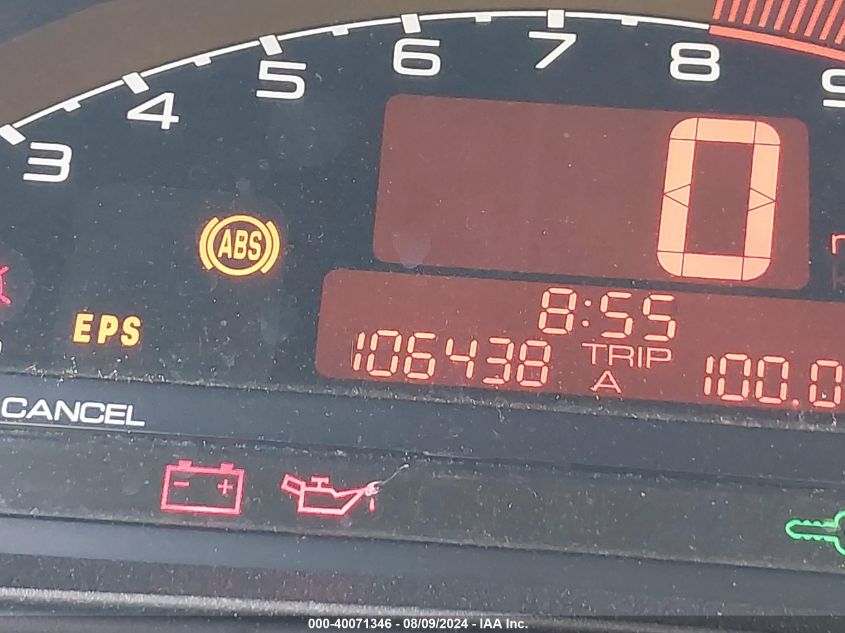 3 4 5 6 7 8 9
0
ABS
8:55
EPS
106438 TRIP A 100.0
CANCEL
- +
000-40071346 - 08/09/2024 - IAA Inc.